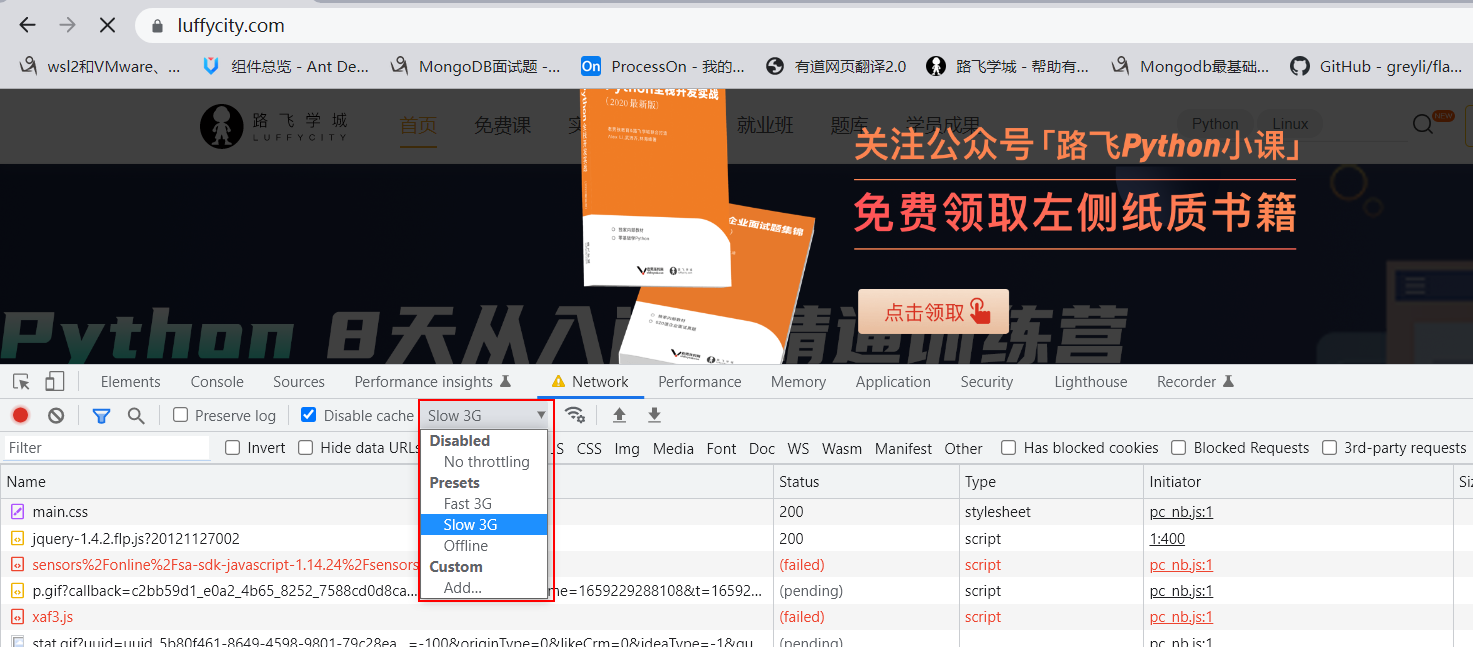 luffycity.com
wsl2和VMware、... 组件总览 - Ant De... MongoDB面试题 -... On ProcessOn - 我的... 有道网页翻译2.0 路飞学城 - 帮助有... Mongodb最基础... GitHub - greyli/fla...
路飞学城 首页 免费课 就业班 题库 学员成果 Python Linux NEW
LUFFYCITY
Python全栈开发实战
(2020最新版)
关注公众号「路飞Python小课」
免费领取左侧纸质书籍
企业面试题集锦
点击领取
Python 8天从入 精通训练营
Elements Console Sources Performance insights Network Performance Memory Application Security Lighthouse Recorder
Preserve log Disable cache Slow 3G
Filter Invert Hide data URLs CSS Img Media Font Doc WS Wasm Manifest Other Has blocked cookies Blocked Requests 3rd-party requests
Disabled
No throttling
Presets
Fast 3G
Slow 3G
Offline
Custom
Add...
Name Status Type Initiator
main.css 200 stylesheet pc_nb.js:1
jquery-1.4.2.flp.js?20121127002 200 script 1:400
sensors%2Fonline%2Fsa-sdk-javascript-1.14.24%2Fsensors (failed) script pc_nb.js:1
p.gif?callback=c2bb59d1_e0a2_4b65_8252_7588cd0d8ca... me=1659229288108&t=16592... (pending) script pc_nb.js:1
xaf3.js (failed) script pc_nb.js:1
stat.gif?uuid=uuid_5b80f461-8649-4598-9801-79c28ea...=-100&originType=0&likeCrm=0&ideaType=-1&qu... (pending) pc_nb.js:1